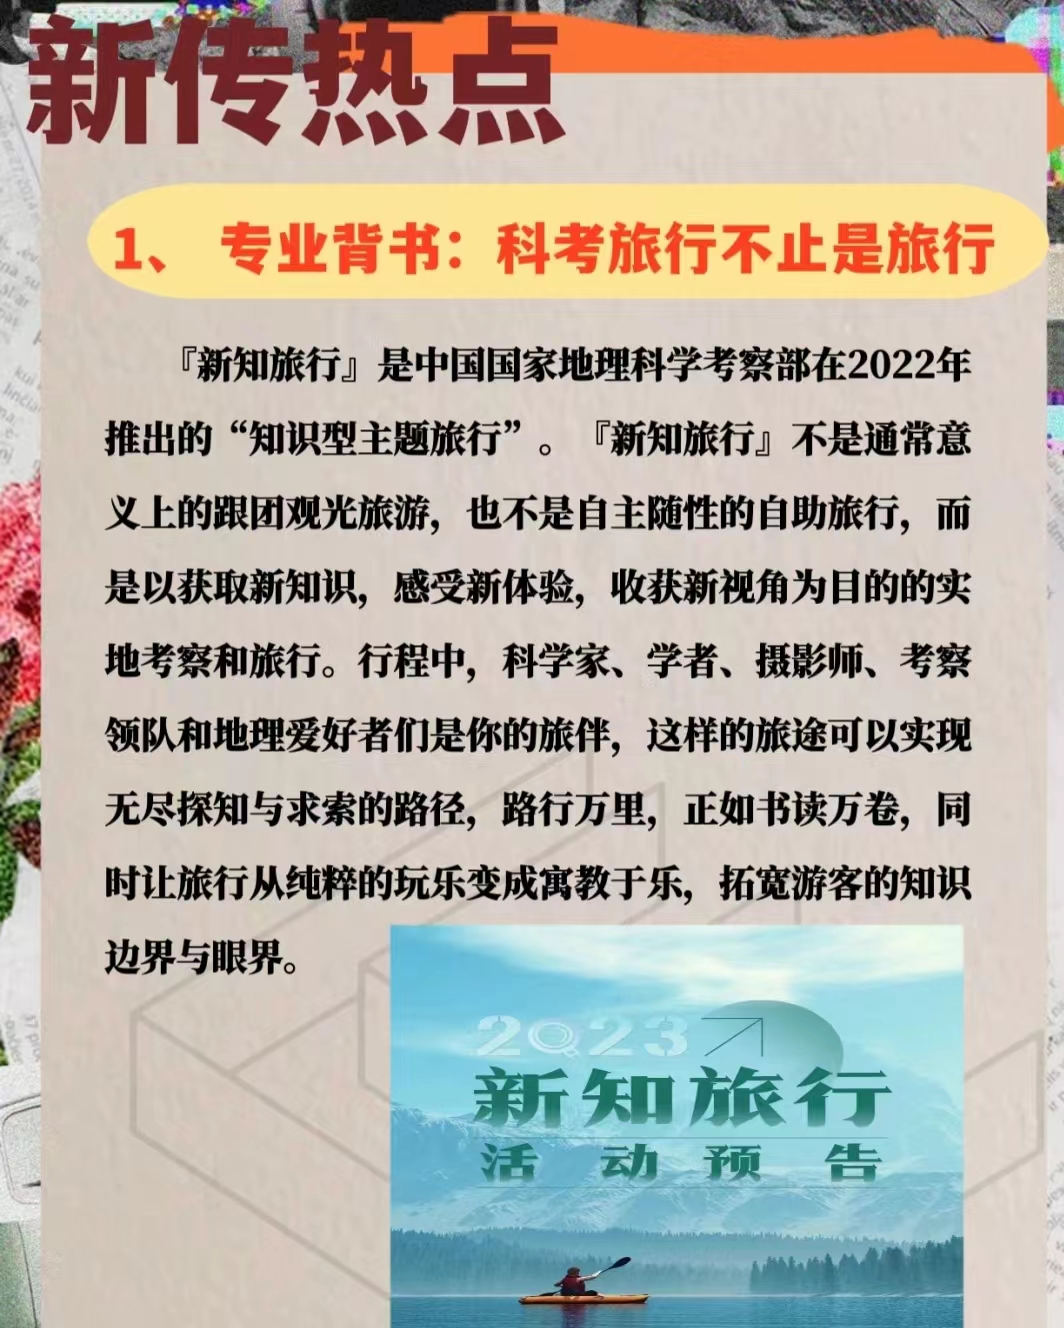 新传热点
1、 专业背书：科考旅行不止是旅行
『新知旅行』是中国国家地理科学考察部在2022年
推出的“知识型主题旅行”。『新知旅行』不是通常意
义上的跟团观光旅游，也不是自主随性的自助旅行，而
是以获取新知识，感受新体验，收获新视角为目的的实
地考察和旅行。行程中，科学家、学者、摄影师、考察
领队和地理爱好者们是你的旅伴，这样的旅途可以实现
无尽探知与求索的路径，路行万里，正如书读万卷，同
时让旅行从纯粹的玩乐变成寓教于乐，拓宽游客的知识
边界与眼界。
2023
新知旅行
活动预告